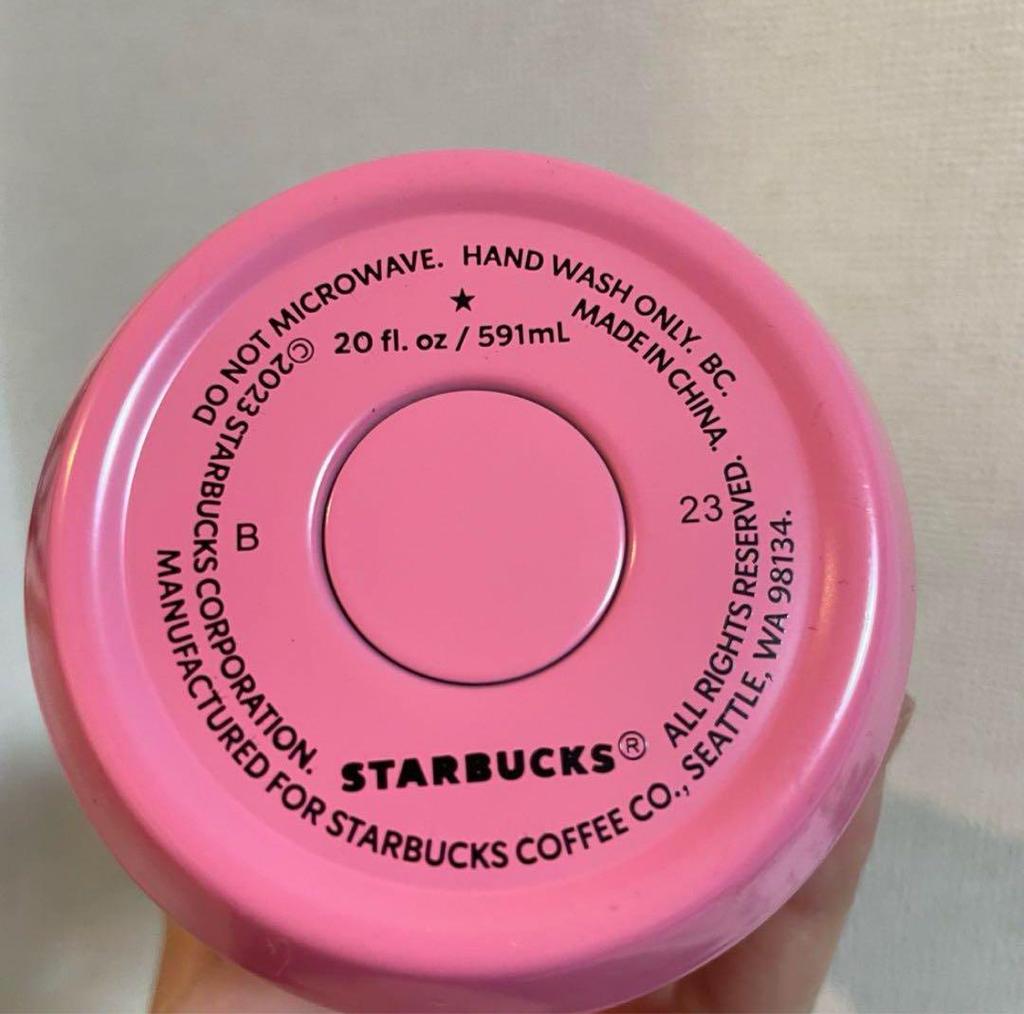 DO NOT MICROWAVE. HAND WASH ONLY. BC.
★
20 fl. oz / 591mL
MADE IN CHINA.
©2023 STARBUCKS CORPORATION.
ALL RIGHTS RESERVED.
B
23
STARBUCKS®
MANUFACTURED FOR STARBUCKS COFFEE CO., SEATTLE, WA 98134.